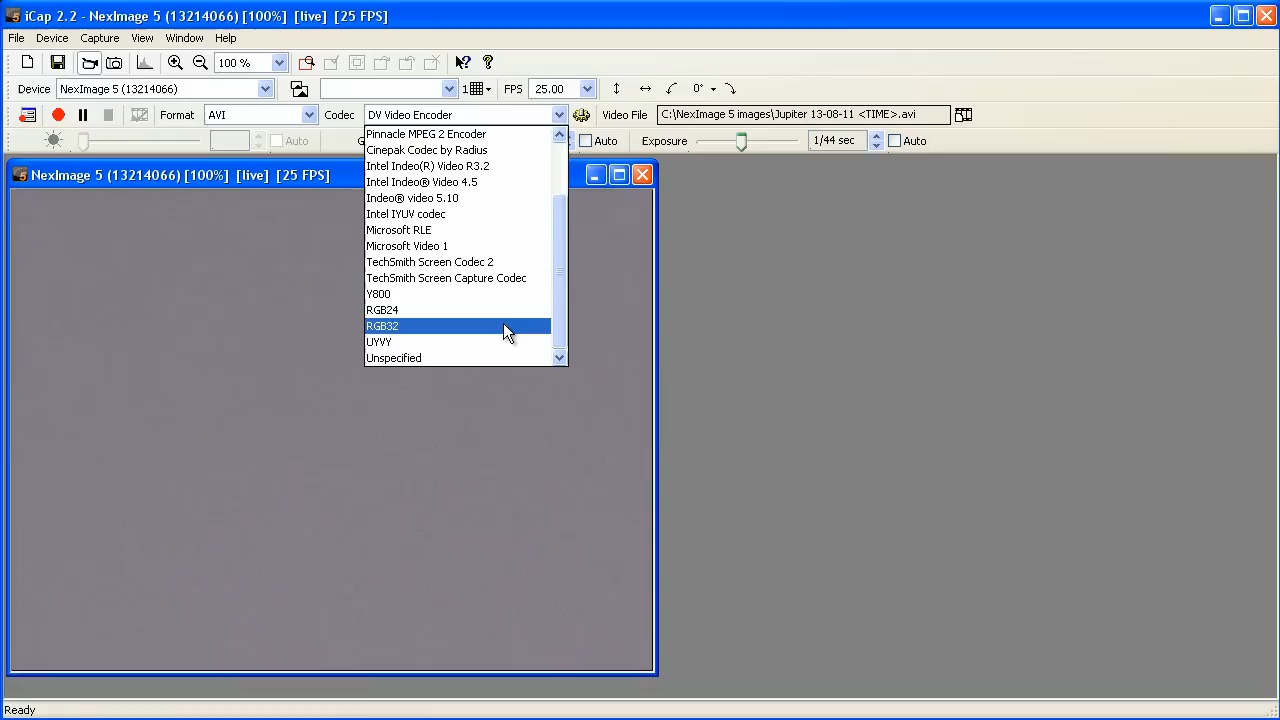 iCap 2.2 - NexImage 5 (13214066) [100%] [live] [25 FPS]
File Device Capture View Window Help
100 %
Device NexImage 5 (13214066) 1 FPS 25.00 0
Format AVI Codec DV Video Encoder Video File C:\NexImage 5 images\Jupiter 13-08-11 <TIME>.avi
Auto G Auto Exposure 1/44 sec Auto
Pinnacle MPEG 2 Encoder
Cinepak Codec by Radius
Intel Indeo(R) Video R3.2
Intel Indeo® Video 4.5
Indeo® video 5.10
Intel IYUV codec
Microsoft RLE
Microsoft Video 1
TechSmith Screen Codec 2
TechSmith Screen Capture Codec
Y800
RGB24
RGB32
UYVY
Unspecified
NexImage 5 (13214066) [100%] [live] [25 FPS]
Ready